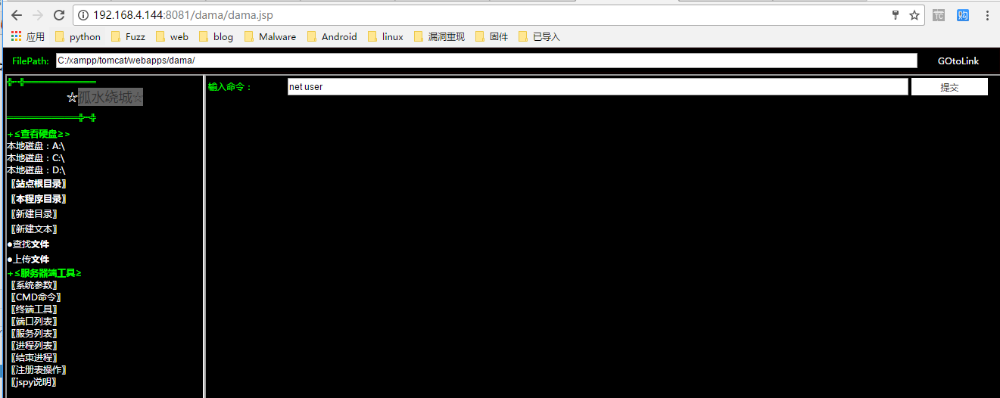 192.168.4.144:8081/dama/dama.jsp
应用 python Fuzz web blog Malware Android linux 漏洞重现 固件 已导入
FilePath: C:/xampp/tomcat/webapps/dama/ GOtoLink
☆孤水绕城☆
输入命令： net user 提交
+≤查看硬盘≥>
本地磁盘：A:\
本地磁盘：C:\
本地磁盘：D:\
〖站点根目录〗
〖本程序目录〗
〖新建目录〗
〖新建文本〗
●查找文件
●上传文件
+≤服务器端工具≥
〖系统参数〗
〖CMD命令〗
〖终端工具〗
〖端口列表〗
〖服务列表〗
〖进程列表〗
〖结束进程〗
〖注册表操作〗
〖jspy说明〗